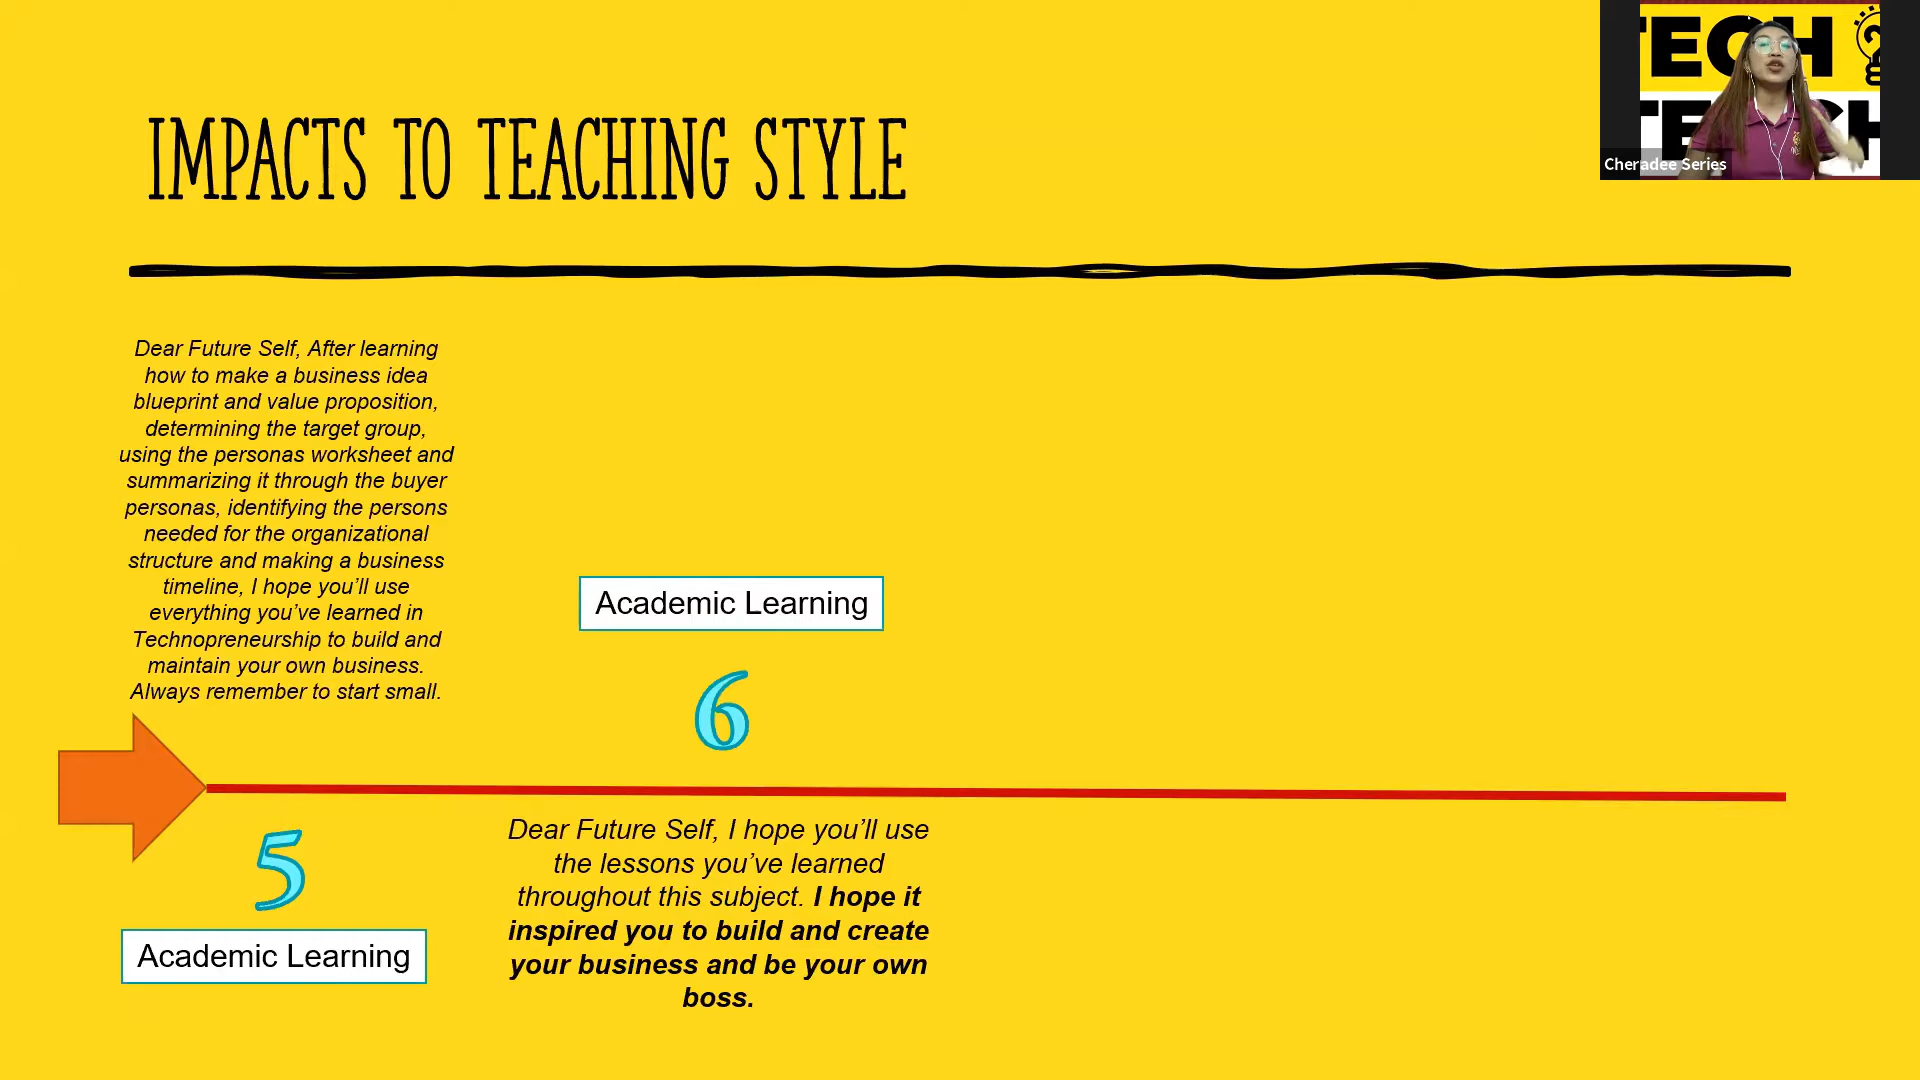 IMPACTS TO TEACHING STYLE
TECH
Cheradee Series
Dear Future Self, After learning
how to make a business idea
blueprint and value proposition,
determining the target group,
using the personas worksheet and
summarizing it through the buyer
personas, identifying the persons
needed for the organizational
structure and making a business
timeline, I hope you’ll use
everything you’ve learned in
Technopreneurship to build and
maintain your own business.
Always remember to start small.
5
Academic Learning
Academic Learning
6
Dear Future Self, I hope you’ll use
the lessons you’ve learned
throughout this subject. I hope it
inspired you to build and create
your business and be your own
boss.